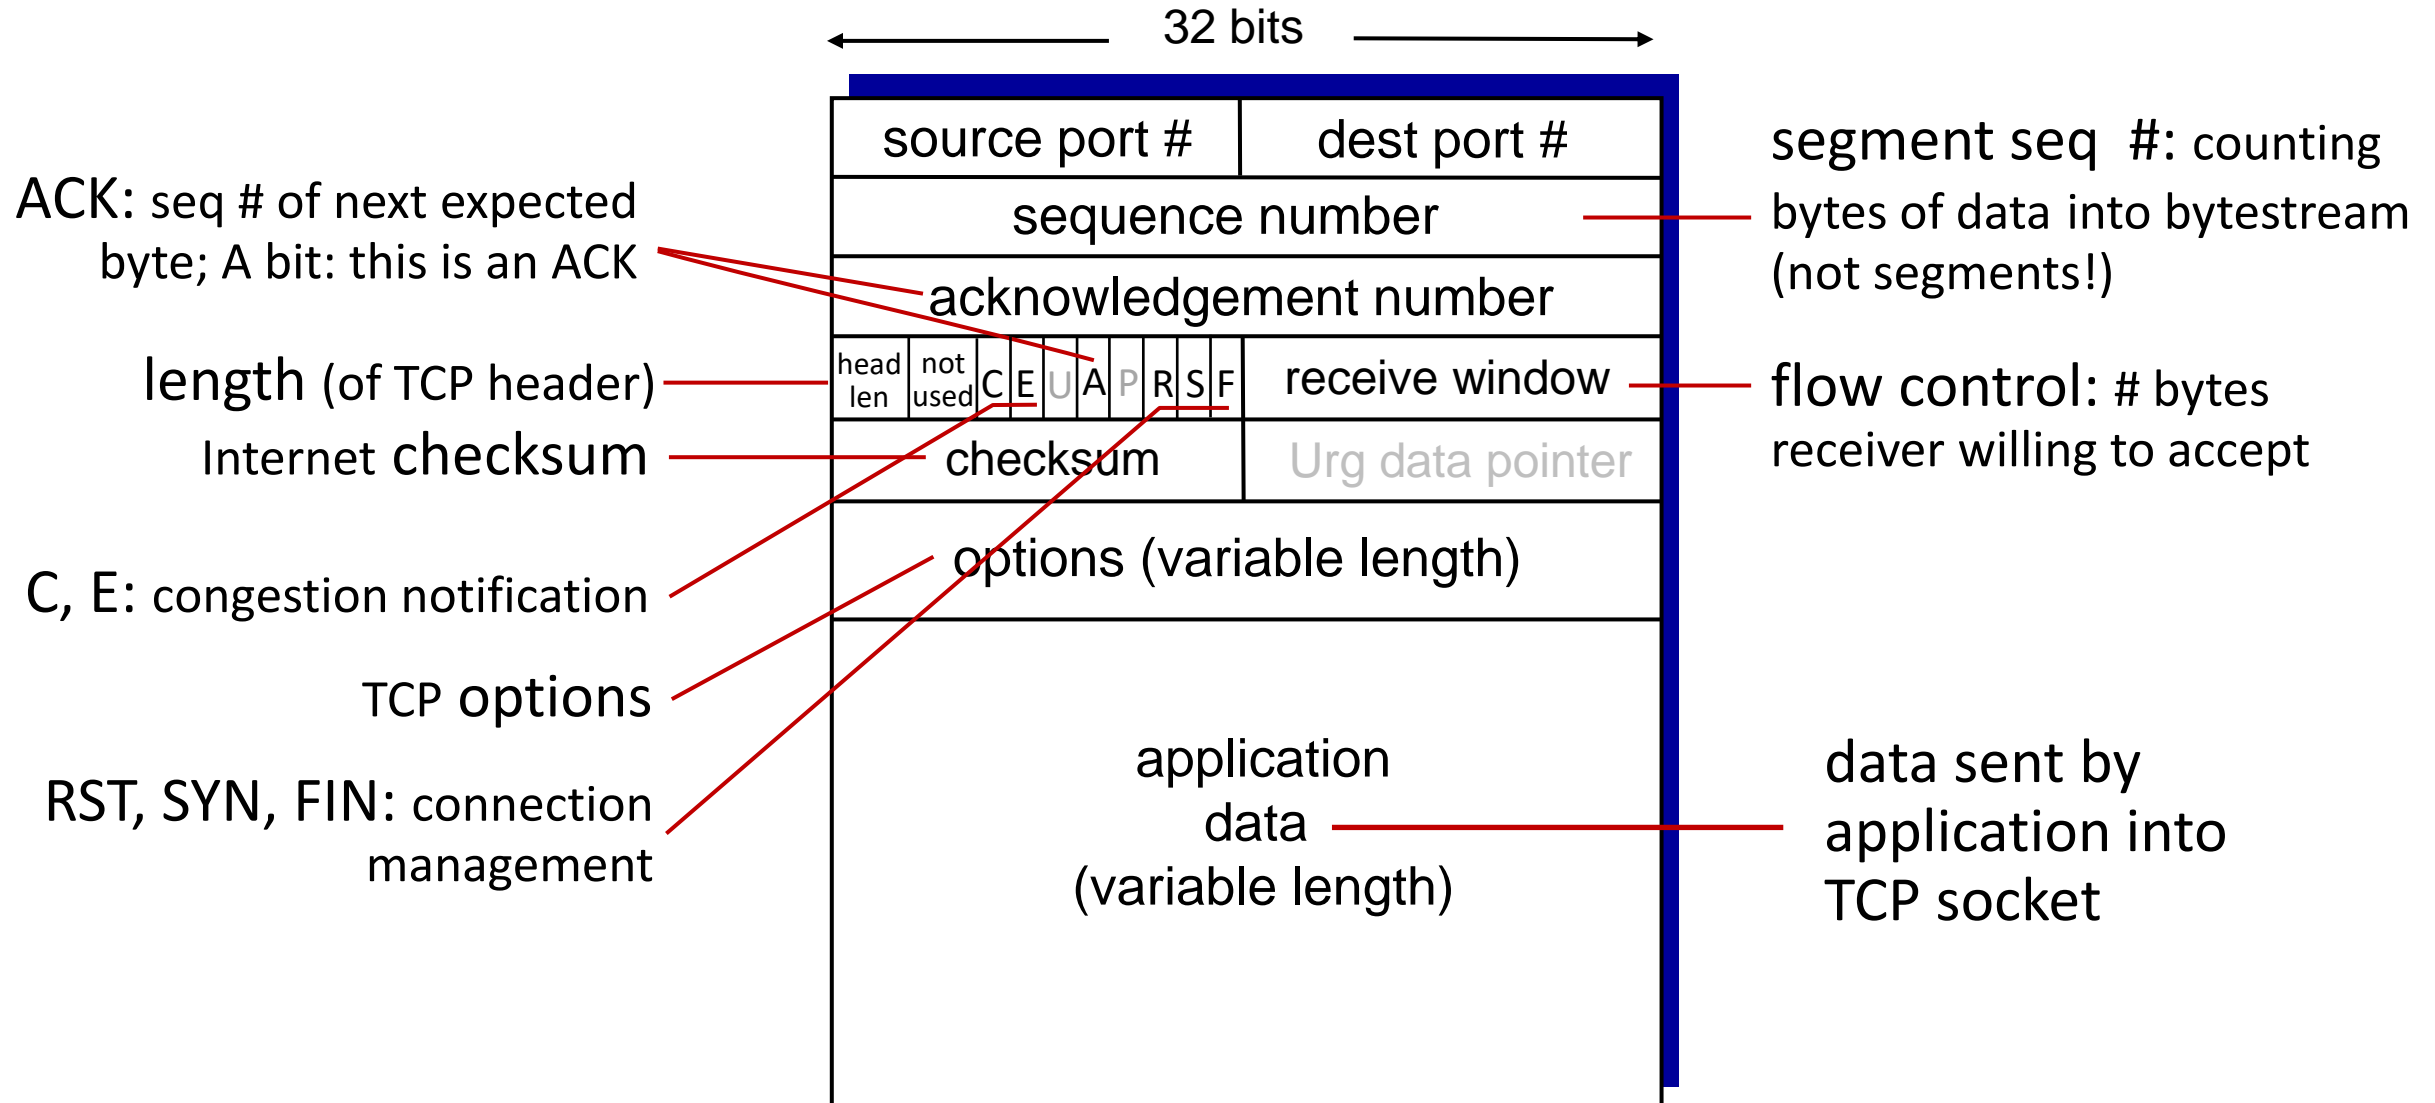 32 bits
source port # dest port #
sequence number
acknowledgement number
head len not used C E U A P R S F receive window
checksum Urg data pointer
options (variable length)
application
data
(variable length)
ACK: seq # of next expected
byte; A bit: this is an ACK
length (of TCP header)
Internet checksum
C, E: congestion notification
TCP options
RST, SYN, FIN: connection
management
segment seq #: counting
bytes of data into bytestream
(not segments!)
flow control: # bytes
receiver willing to accept
data sent by
application into
TCP socket